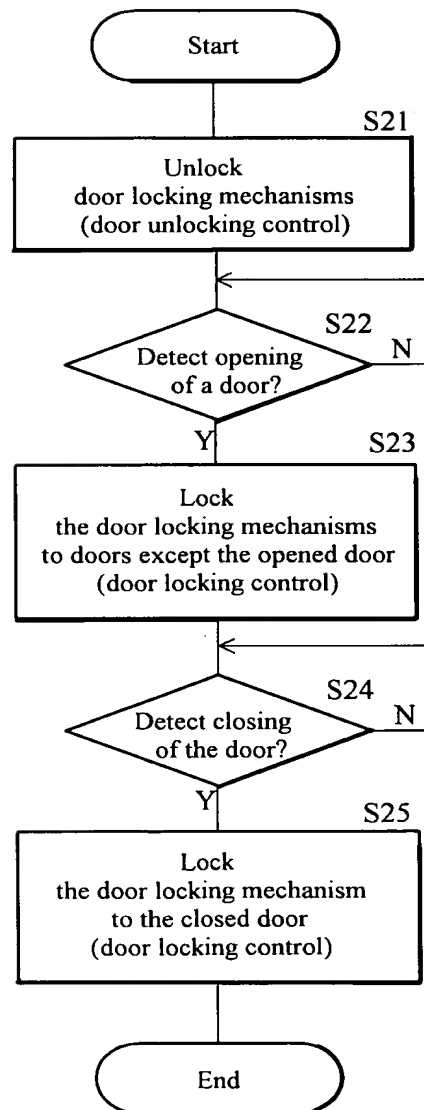 Start
S21
Unlock
door locking mechanisms
(door unlocking control)
S22
Detect opening
of a door?
N
Y
S23
Lock
the door locking mechanisms
to doors except the opened door
(door locking control)
S24
Detect closing
of the door?
N
Y
S25
Lock
the door locking mechanism
to the closed door
(door locking control)
End